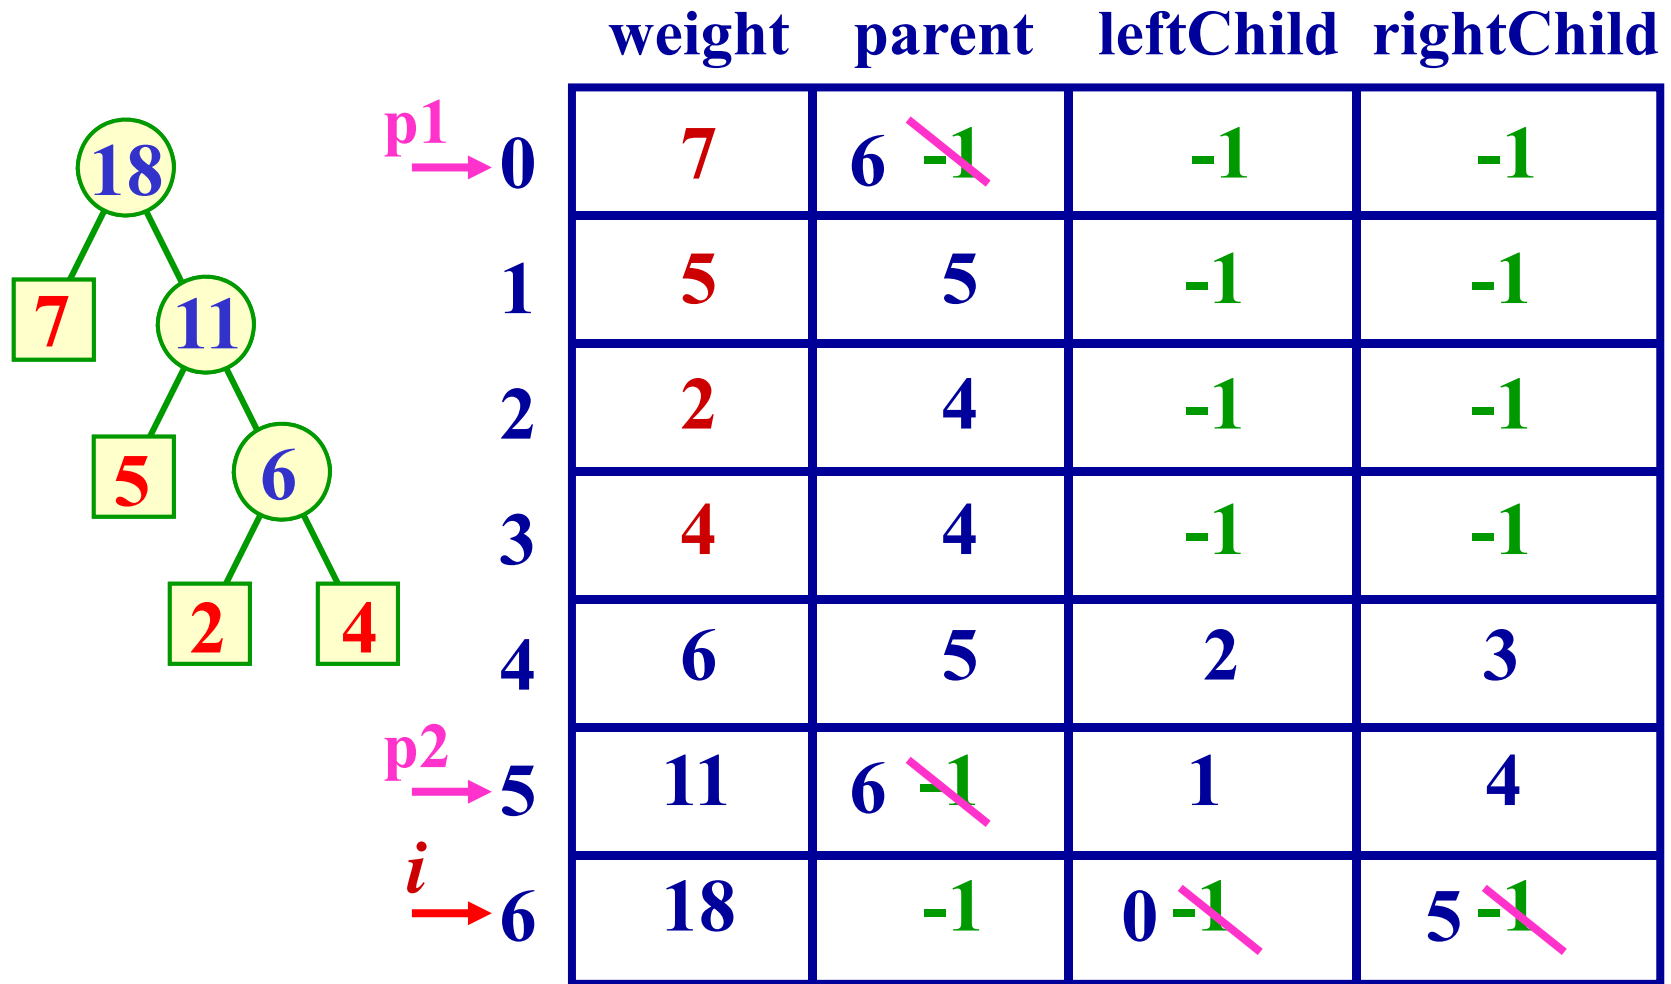 weight parent leftChild rightChild
p1
0 7 6 -1 -1 -1
1 5 5 -1 -1
2 2 4 -1 -1
3 4 4 -1 -1
4 6 5 2 3
p2
5 11 6 -1 1 4
i
6 18 -1 0 -1 5 -1
18
7 11
5 6
2 4